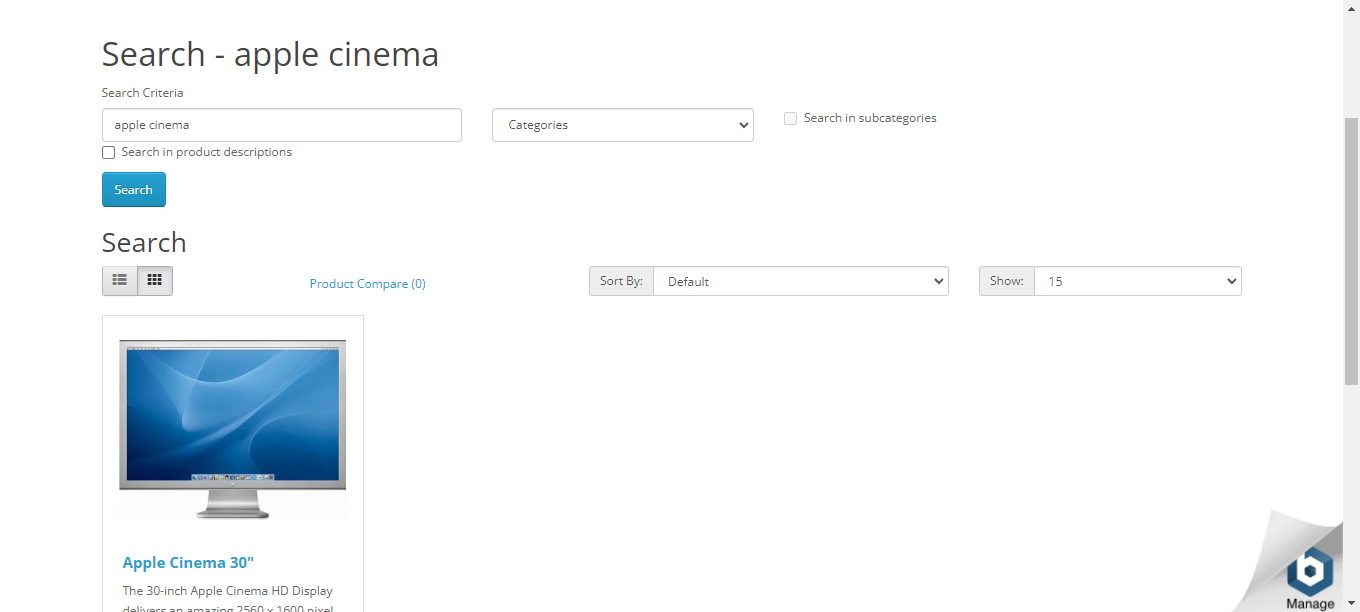 Search - apple cinema
Search Criteria
apple cinema
Categories
Search in subcategories
Search in product descriptions
Search
Search
Product Compare (0)
Sort By:
Default
Show:
15
Apple Cinema 30"
The 30-inch Apple Cinema HD Display
delivers an amazing 2560 x 1600 pixel
Manage